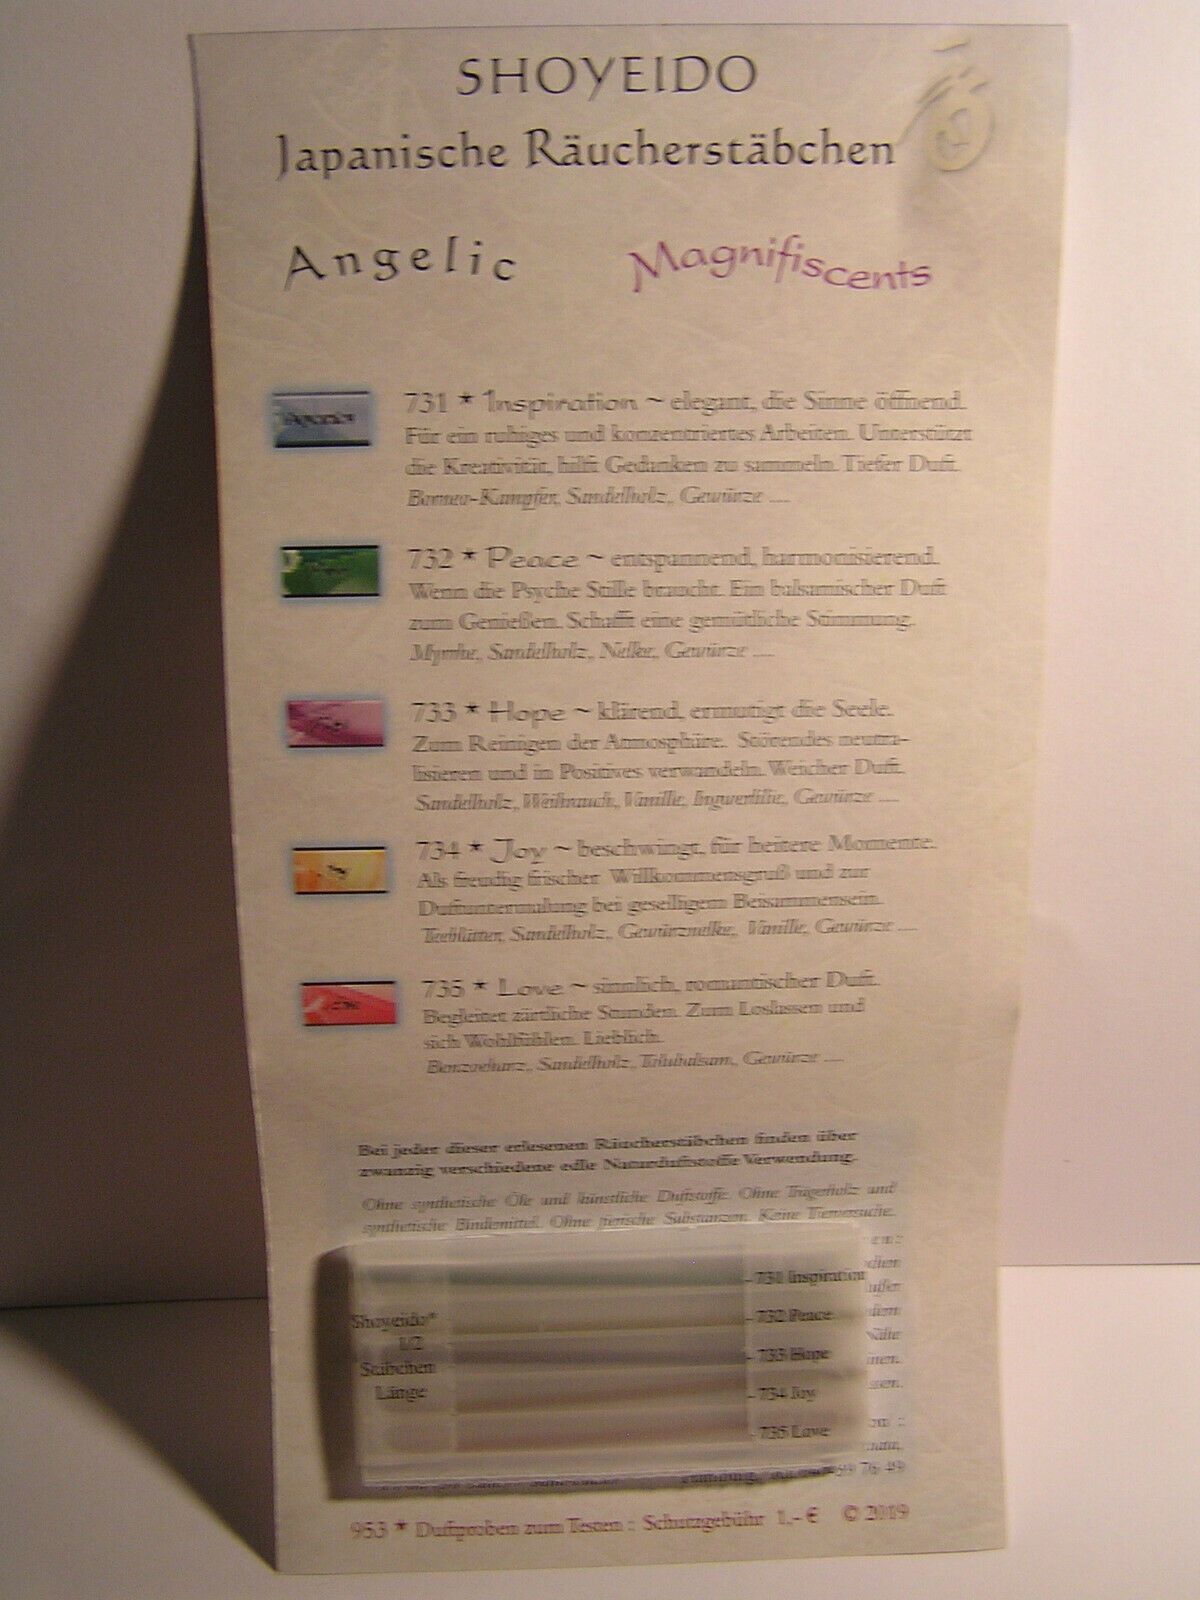 SHOYEIDO
Japanische Räucherstäbchen
Angelic Magnifiscents
731 * Inspiration ~ elegant, die Sinne öffnend.
Für ein ruhiges und konzentriertes Arbeiten. Unterstützt
die Kreativität, hilft Gedanken zu sammeln. Tiefer Duft.
Borneo-Kampfer, Sandelholz, Gewürze ....
732 * Peace ~ entspannend, harmonisierend.
Wenn die Psyche Stille braucht. Ein balsamischer Duft
zum Genießen. Schafft eine gemütliche Stimmung.
Myrrhe, Sandelholz, Nelke, Gewürze ....
733 * Hope ~ klärend, ermutigt die Seele.
Zum Reinigen der Atmosphäre. Störendes neutra-
lisieren und in Positives verwandeln. Weicher Duft.
Sandelholz, Weihrauch, Vanille, Ingwerlilie, Gewürze ....
734 * Joy ~ beschwingt, für heitere Momente.
Als freudig frischer Willkommensgruß und zur
Duftuntermalung bei geselligem Beisammensein.
Teeblätter, Sandelholz, Gewürznelke, Vanille, Gewürze ....
735 * Love ~ sinnlich, romantischer Duft.
Begleitet zärtliche Stunden. Zum Loslassen und
sich Wohlfühlen. Lieblich.
Benzoeharz, Sandelholz, Tolubalsam, Gewürze ....
Bei jeder dieser erlesenen Räucherstäbchen finden über
zwanzig verschiedene edle Naturduftstoffe Verwendung.
Ohne synthetische Öle und künstliche Duftstoffe. Ohne Trägerholz und
synthetische Bindemittel. Ohne tierische Substanzen. Keine Tierversuche.
Shoyeido*
1/2
Stäbchen
Länge
- 731 Inspiration
- 732 Peace
- 733 Hope
- 734 Joy
- 735 Love
76 49
953 * Duftproben zum Testen : Schutzgebühr 1,- € © 2019